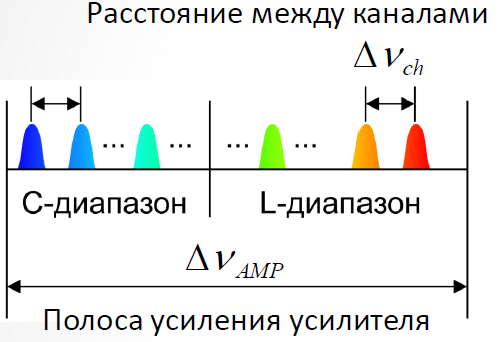 Расстояние между каналами
Δν_ch
... ... ... ...
С-диапазон L-диапазон
Δν_AMP
Полоса усиления усилителя